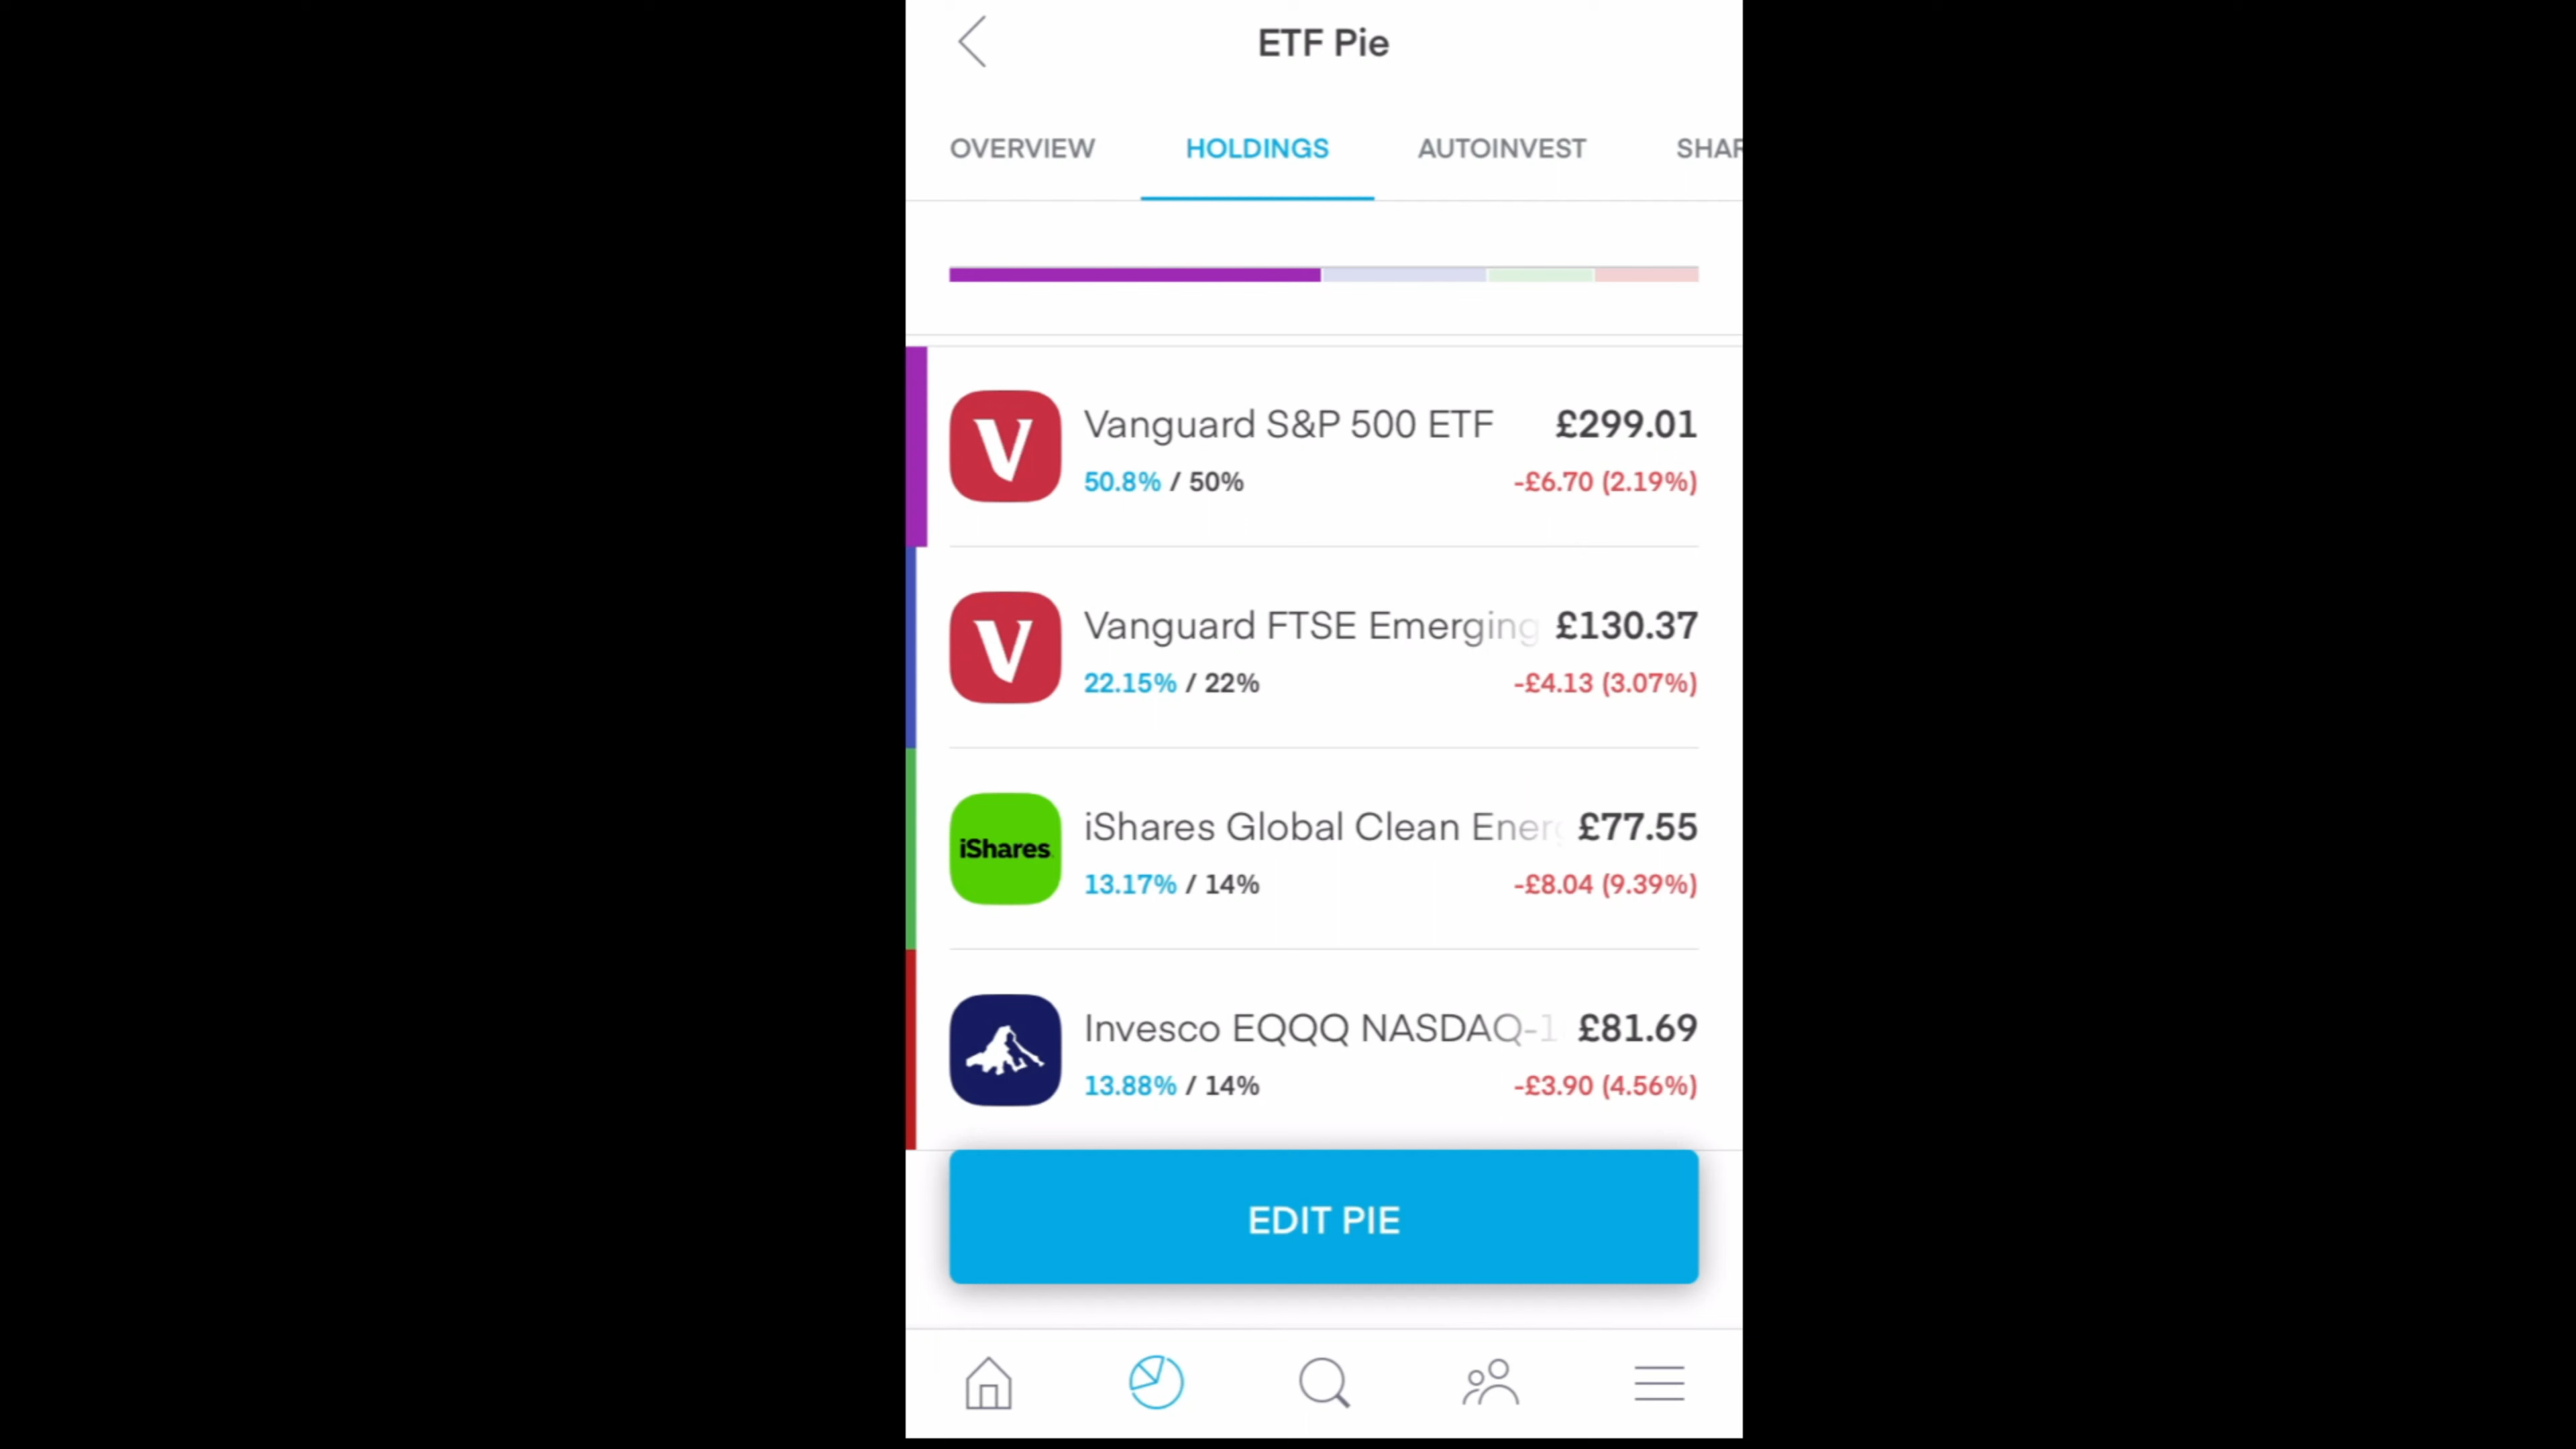 ETF Pie
OVERVIEW HOLDINGS AUTOINVEST SHAR
Vanguard S&P 500 ETF £299.01
50.8% / 50% -£6.70 (2.19%)
Vanguard FTSE Emerging £130.37
22.15% / 22% -£4.13 (3.07%)
iShares
iShares Global Clean Energ £77.55
13.17% / 14% -£8.04 (9.39%)
Invesco EQQQ NASDAQ-1 £81.69
13.88% / 14% -£3.90 (4.56%)
EDIT PIE